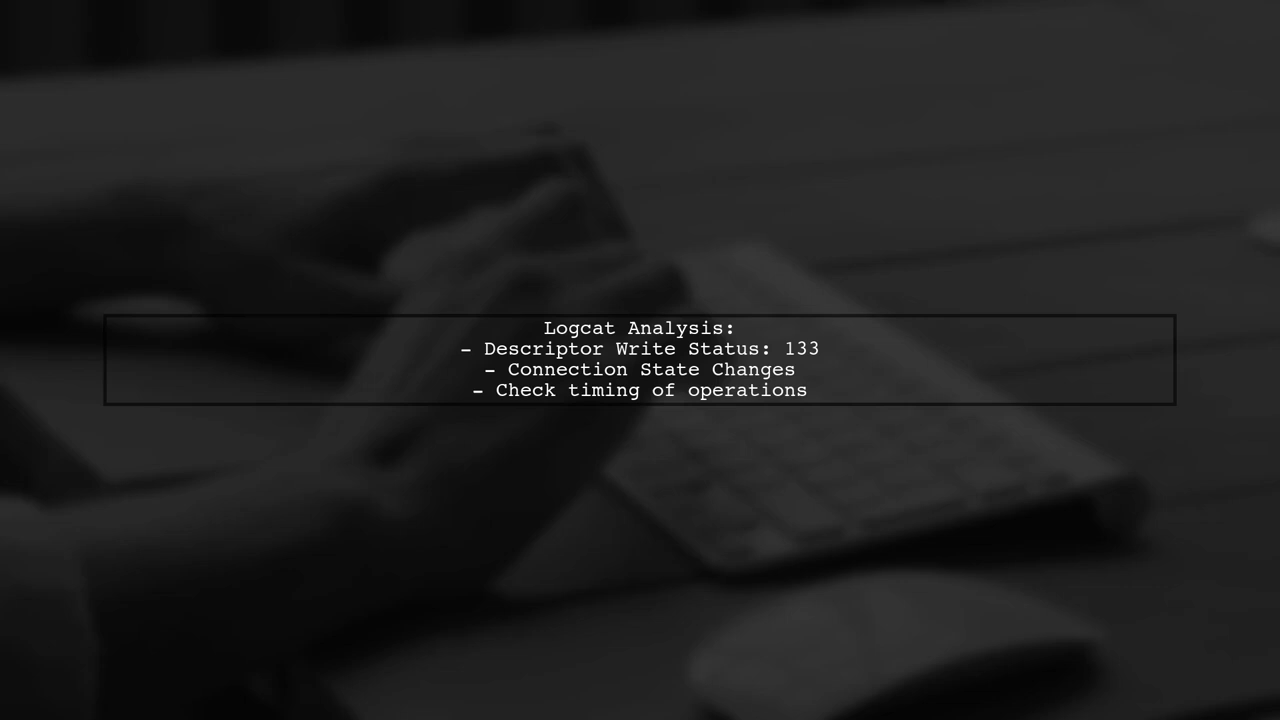 Logcat Analysis:
- Descriptor Write Status: 133
- Connection State Changes
- Check timing of operations